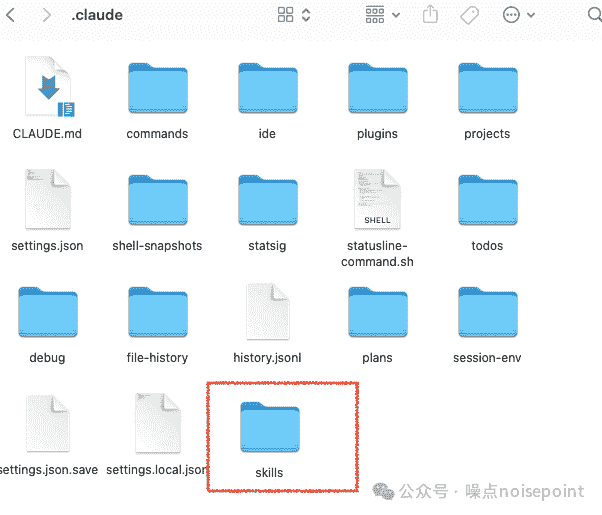 .claude
CLAUDE.md
commands
ide
plugins
projects
settings.json
shell-snapshots
statsig
SHELL
statusline-
command.sh
todos
debug
file-history
history.jsonl
plans
session-env
settings.json.save
settings.local.json
skills
公众号 · 噪点noisepoint